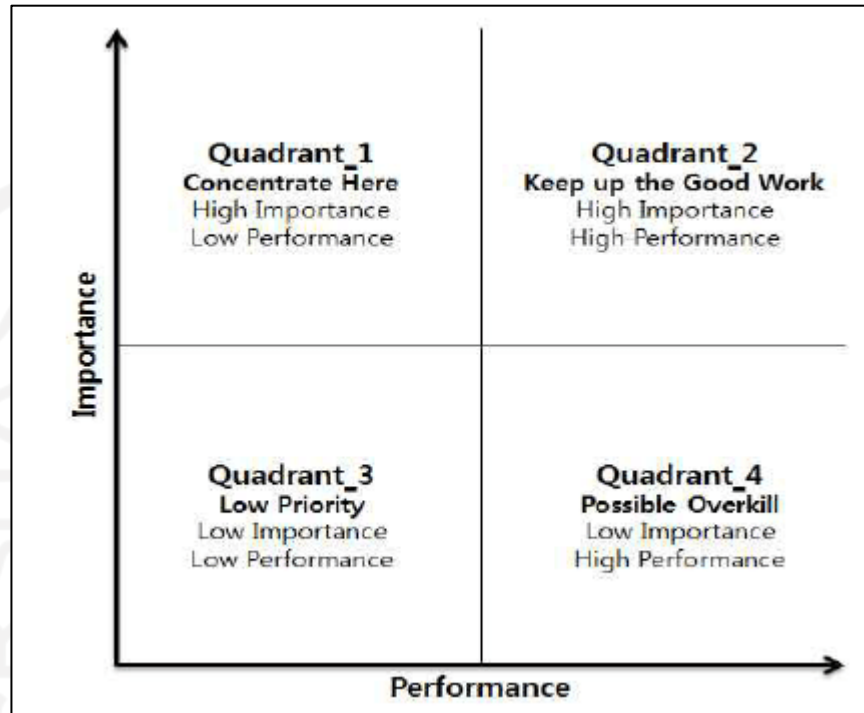 Importance
Quadrant_1
Concentrate Here
High Importance
Low Performance
Quadrant_2
Keep up the Good Work
High Importance
High Performance
Quadrant_3
Low Priority
Low Importance
Low Performance
Quadrant_4
Possible Overkill
Low Importance
High Performance
Performance